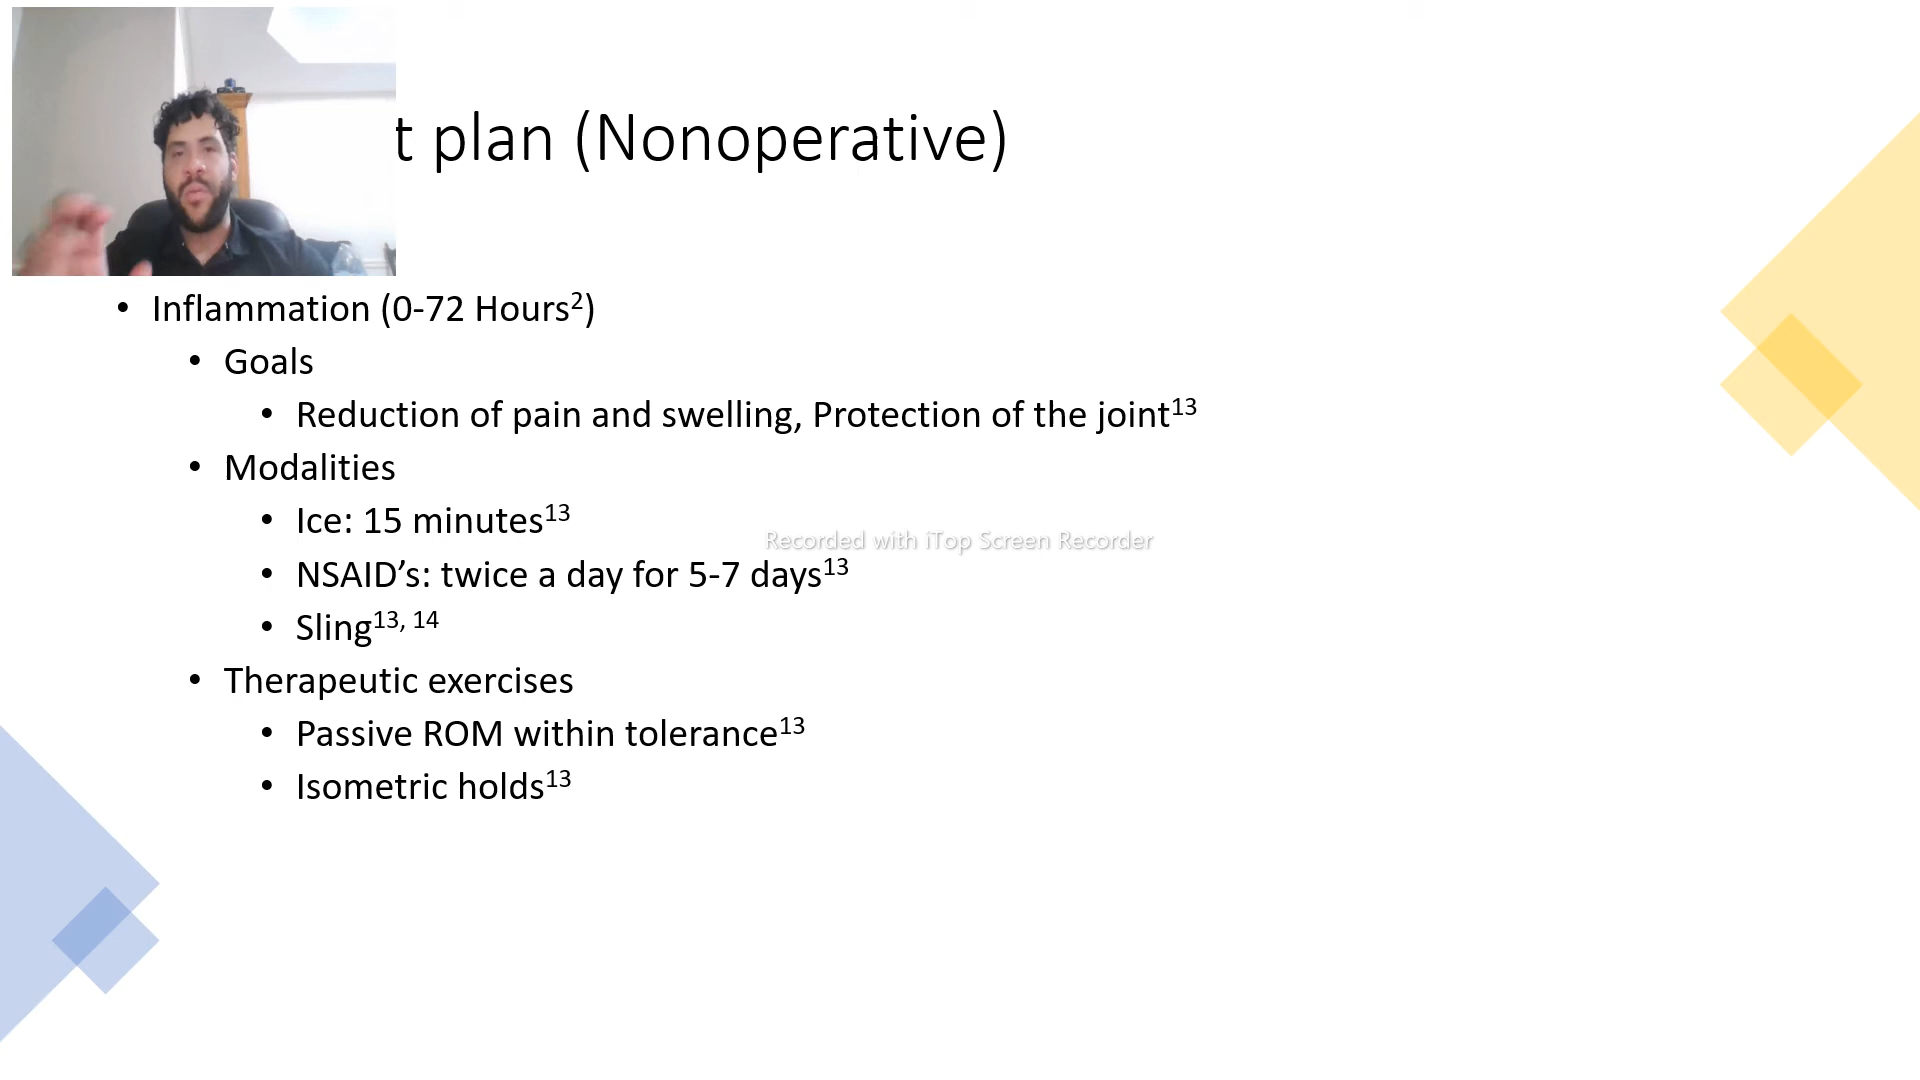 t plan (Nonoperative)
• Inflammation (0-72 Hours²)
• Goals
• Reduction of pain and swelling, Protection of the joint¹³
• Modalities
• Ice: 15 minutes¹³
Recorded with iTop Screen Recorder
• NSAID’s: twice a day for 5-7 days¹³
• Sling¹³, ¹⁴
• Therapeutic exercises
• Passive ROM within tolerance¹³
• Isometric holds¹³